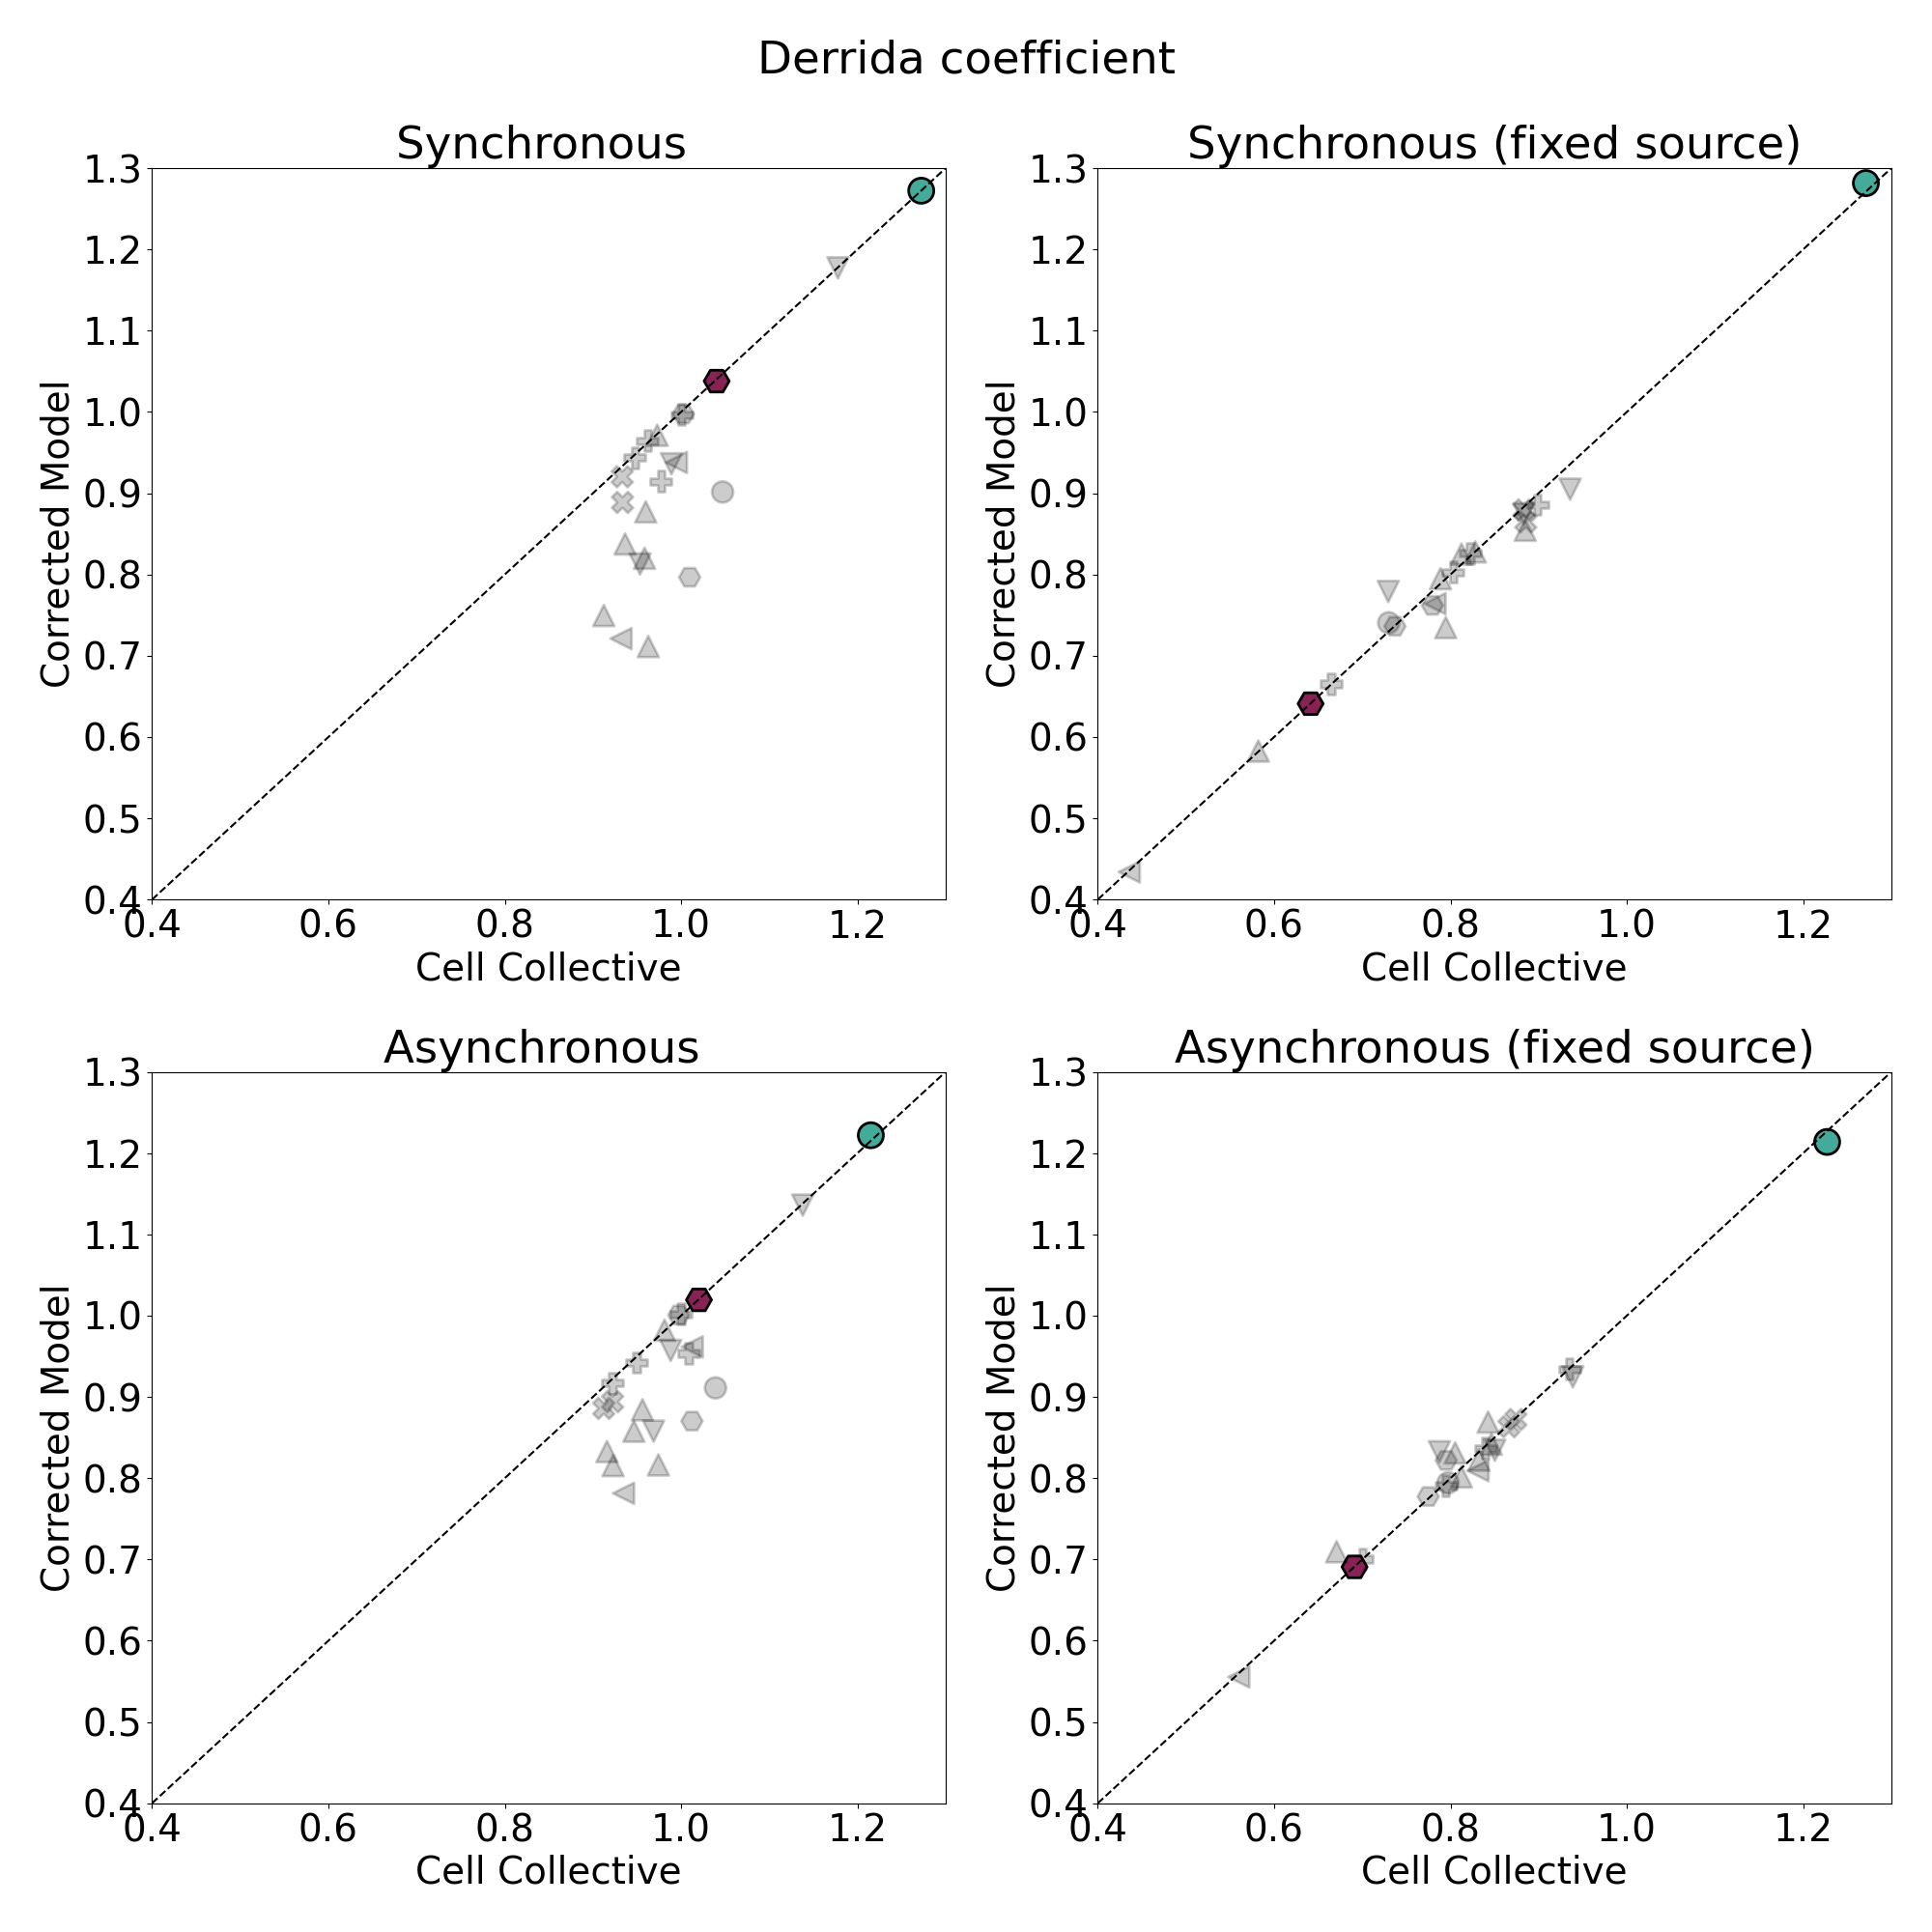 Derrida coefficient
Synchronous
1.3
1.2
1.1
1.0
0.9
0.8
0.7
0.6
0.5
0.4
Corrected Model
0.4 0.6 0.8 1.0 1.2
Cell Collective
Synchronous (fixed source)
1.3
1.2
1.1
1.0
0.9
0.8
0.7
0.6
0.5
0.4
Corrected Model
0.4 0.6 0.8 1.0 1.2
Cell Collective
Asynchronous
1.3
1.2
1.1
1.0
0.9
0.8
0.7
0.6
0.5
0.4
Corrected Model
0.4 0.6 0.8 1.0 1.2
Cell Collective
Asynchronous (fixed source)
1.3
1.2
1.1
1.0
0.9
0.8
0.7
0.6
0.5
0.4
Corrected Model
0.4 0.6 0.8 1.0 1.2
Cell Collective